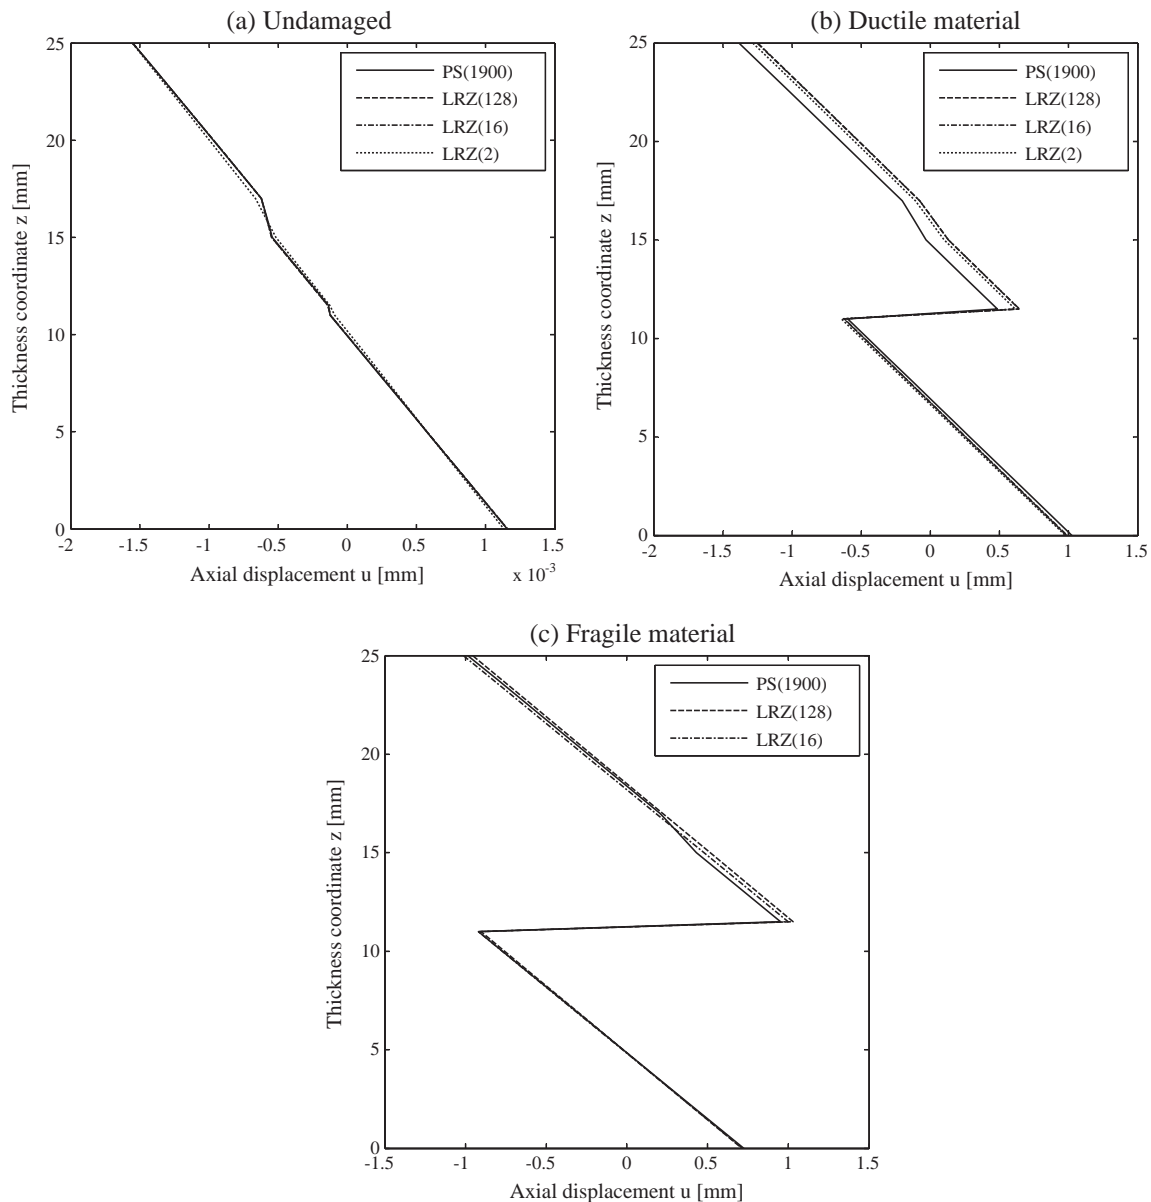 (a) Undamaged
25
20
15
10
5
0
Thickness coordinate z [mm]
-2
-1.5
-1
-0.5
0
0.5
1
1.5
Axial displacement u [mm]
x 10-3
PS(1900)
LRZ(128)
LRZ(16)
LRZ(2)
(b) Ductile material
25
20
15
10
5
0
Thickness coordinate z [mm]
-2
-1.5
-1
-0.5
0
0.5
1
1.5
Axial displacement u [mm]
PS(1900)
LRZ(128)
LRZ(16)
LRZ(2)
(c) Fragile material
25
20
15
10
5
0
Thickness coordinate z [mm]
-1.5
-1
-0.5
0
0.5
1
1.5
Axial displacement u [mm]
PS(1900)
LRZ(128)
LRZ(16)